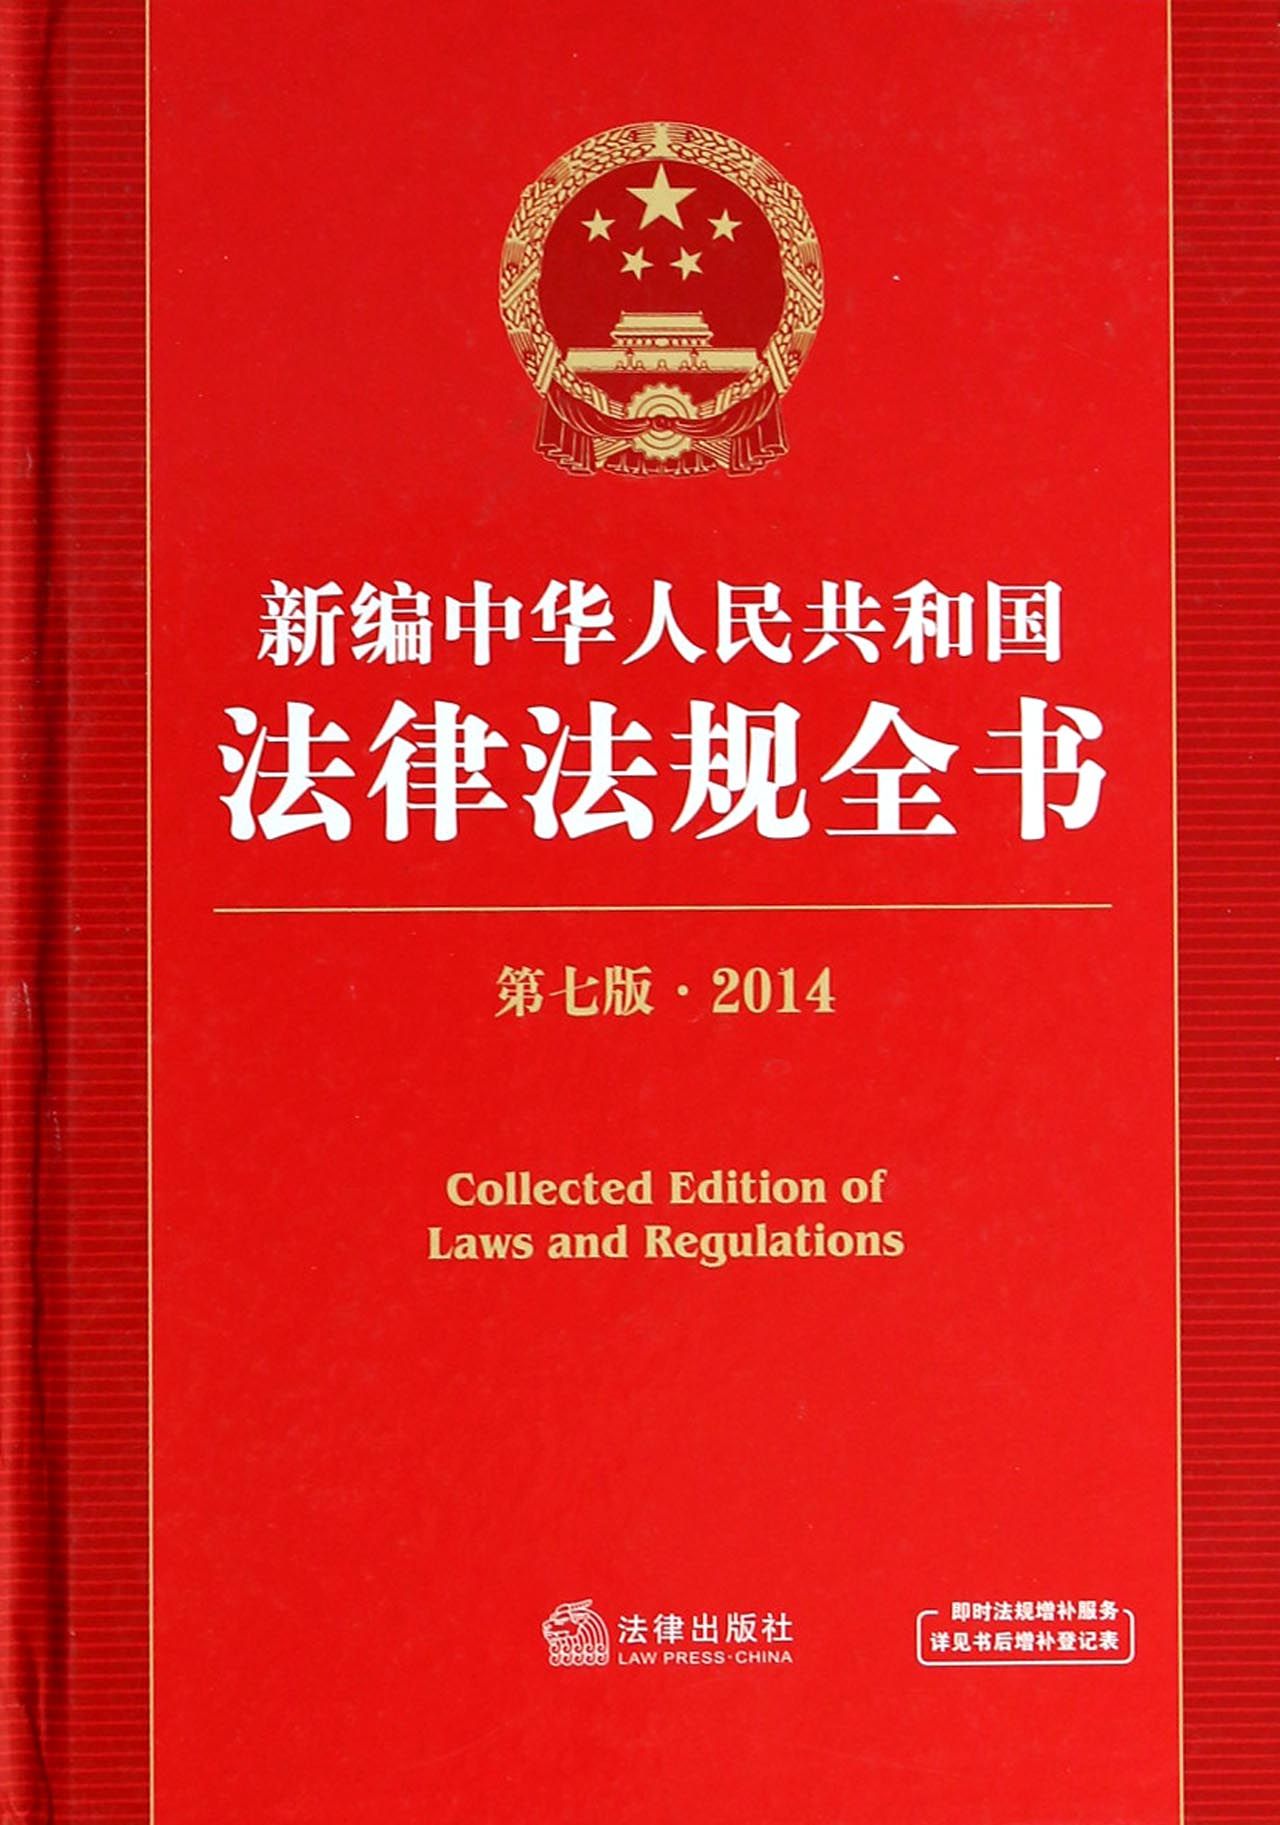 新编中华人民共和国
法律法规全书
第七版·2014
Collected Edition of
Laws and Regulations
法律出版社
LAW PRESS·CHINA
即时法规增补服务
详见书后增补登记表